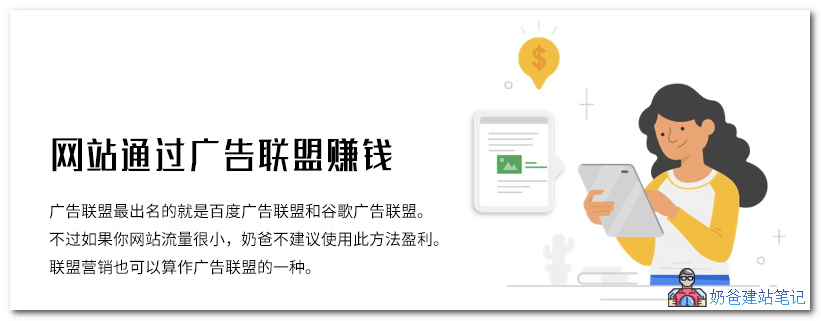 网站通过广告联盟赚钱
广告联盟最出名的就是百度广告联盟和谷歌广告联盟。
不过如果你网站流量很小，奶爸不建议使用此方法盈利。
联盟营销也可以算作广告联盟的一种。
$
奶爸建站笔记